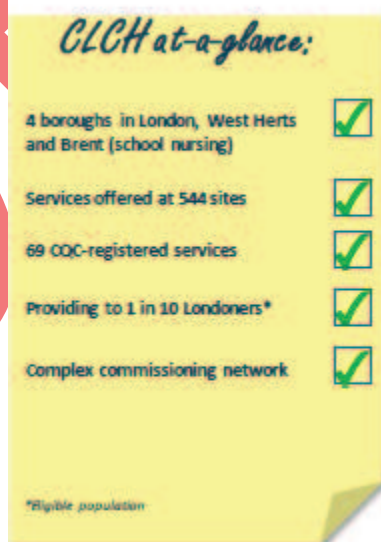 CLCH at-a-glance:
4 boroughs in London, West Herts
and Brent (school nursing)
Services offered at 544 sites
69 CQC-registered services
Providing to 1 in 10 Londoners*
Complex commissioning network
*Eligible population